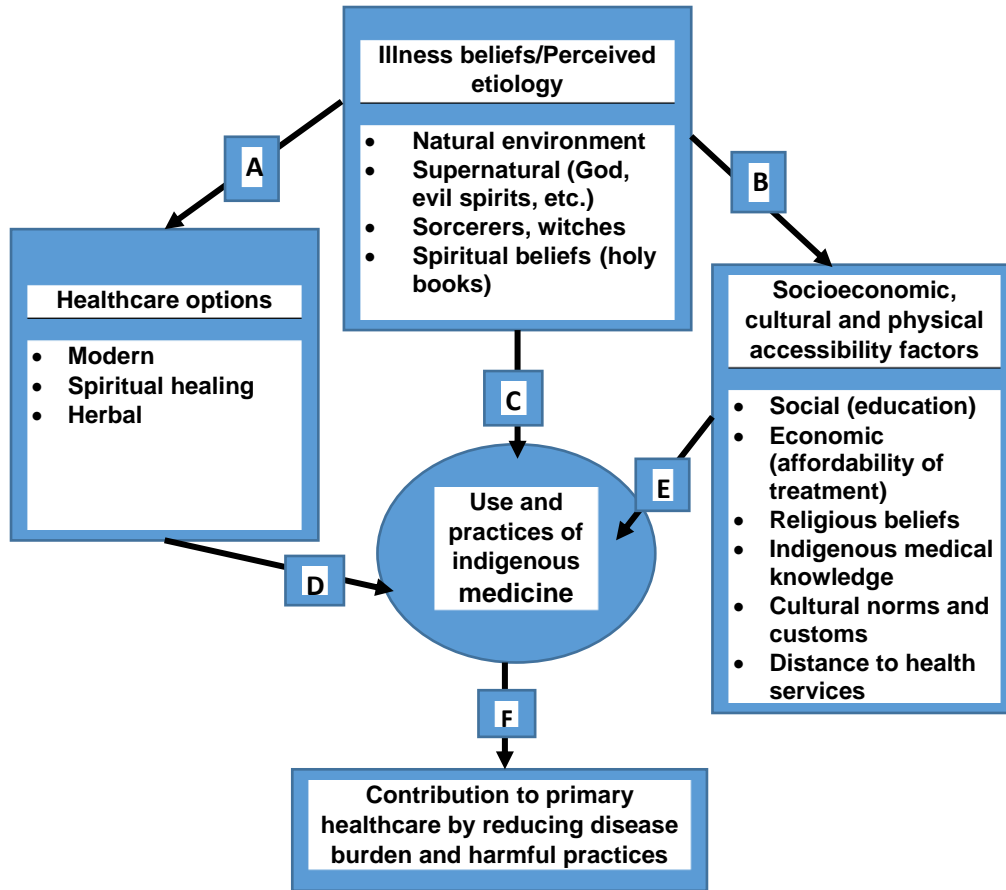 Illness beliefs/Perceived
etiology
• Natural environment
• Supernatural (God,
evil spirits, etc.)
• Sorcerers, witches
• Spiritual beliefs (holy
books)
A
B
Healthcare options
• Modern
• Spiritual healing
• Herbal
Socioeconomic,
cultural and physical
accessibility factors
• Social (education)
• Economic
(affordability of
treatment)
• Religious beliefs
• Indigenous medical
knowledge
• Cultural norms and
customs
• Distance to health
services
C
E
Use and
practices of
indigenous
medicine
D
F
Contribution to primary
healthcare by reducing disease
burden and harmful practices